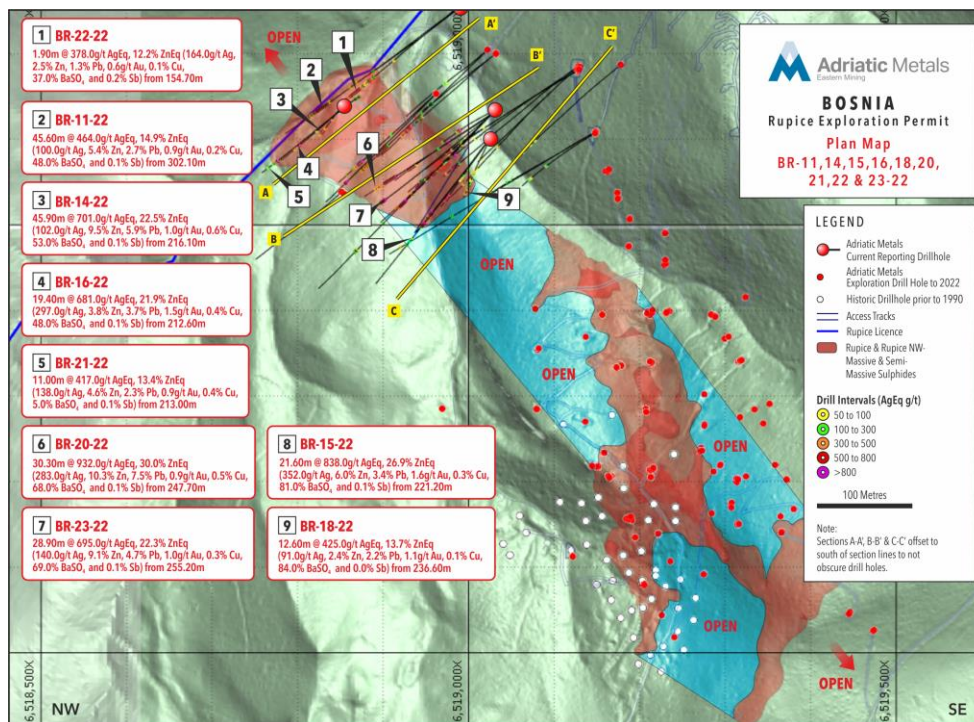 1 BR-22-22
1.90m @ 378.0g/t AgEq, 12.2% ZnEq (164.0g/t Ag,
2.5% Zn, 1.3% Pb, 0.6g/t Au, 0.1% Cu,
37.0% BaSO₄ and 0.2% Sb) from 154.70m
2 BR-11-22
45.60m @ 464.0g/t AgEq, 14.9% ZnEq
(100.0g/t Ag, 5.4% Zn, 2.7% Pb, 0.9g/t Au, 0.2% Cu,
48.0% BaSO₄ and 0.1% Sb) from 302.10m
3 BR-14-22
45.90m @ 701.0g/t AgEq, 22.5% ZnEq
(102.0g/t Ag, 9.5% Zn, 5.9% Pb, 1.0g/t Au, 0.6% Cu,
53.0% BaSO₄ and 0.1% Sb) from 216.10m
4 BR-16-22
19.40m @ 681.0g/t AgEq, 21.9% ZnEq
(297.0g/t Ag, 3.8% Zn, 3.7% Pb, 1.5g/t Au, 0.4% Cu,
48.0% BaSO₄ and 0.1% Sb) from 212.60m
5 BR-21-22
11.00m @ 417.0g/t AgEq, 13.4% ZnEq
(138.0g/t Ag, 4.6% Zn, 2.3% Pb, 0.9g/t Au, 0.4% Cu,
5.0% BaSO₄ and 0.1% Sb) from 213.00m
6 BR-20-22
30.30m @ 932.0g/t AgEq, 30.0% ZnEq
(283.0g/t Ag, 10.3% Zn, 7.5% Pb, 0.9g/t Au, 0.5% Cu,
68.0% BaSO₄ and 0.1% Sb) from 247.70m
7 BR-23-22
28.90m @ 695.0g/t AgEq, 22.3% ZnEq
(140.0g/t Ag, 9.1% Zn, 4.7% Pb, 1.0g/t Au, 0.3% Cu,
69.0% BaSO₄ and 0.1% Sb) from 255.20m
8 BR-15-22
21.60m @ 838.0g/t AgEq, 26.9% ZnEq
(352.0g/t Ag, 6.0% Zn, 3.4% Pb, 1.6g/t Au, 0.3% Cu,
81.0% BaSO₄ and 0.1% Sb) from 221.20m
9 BR-18-22
12.60m @ 425.0g/t AgEq, 13.7% ZnEq
(91.0g/t Ag, 2.4% Zn, 2.2% Pb, 1.1g/t Au, 0.1% Cu,
84.0% BaSO₄ and 0.0% Sb) from 236.60m
OPEN
1
2
3
4
5
6
7
8
9
A'
B'
C'
A
B
C
6,519,000X
OPEN
OPEN
OPEN
OPEN
OPEN
6,518,500X
6,519,000X
6,519,500X
NW
SE
Adriatic Metals
Eastern Mining
BOSNIA
Rupice Exploration Permit
Plan Map
BR-11,14,15,16,18,20,
21,22 & 23-22
LEGEND
Adriatic Metals
Current Reporting Drillhole
Adriatic Metals
Exploration Drill Hole to 2022
Historic Drillhole prior to 1990
Access Tracks
Rupice Licence
Rupice & Rupice NW-
Massive & Semi-
Massive Sulphides
Drill Intervals (AgEq g/t)
50 to 100
100 to 300
300 to 500
500 to 800
>800
100 Metres
Note:
Sections A-A', B-B' & C-C' offset to
south of section lines to not
obscure drill holes.